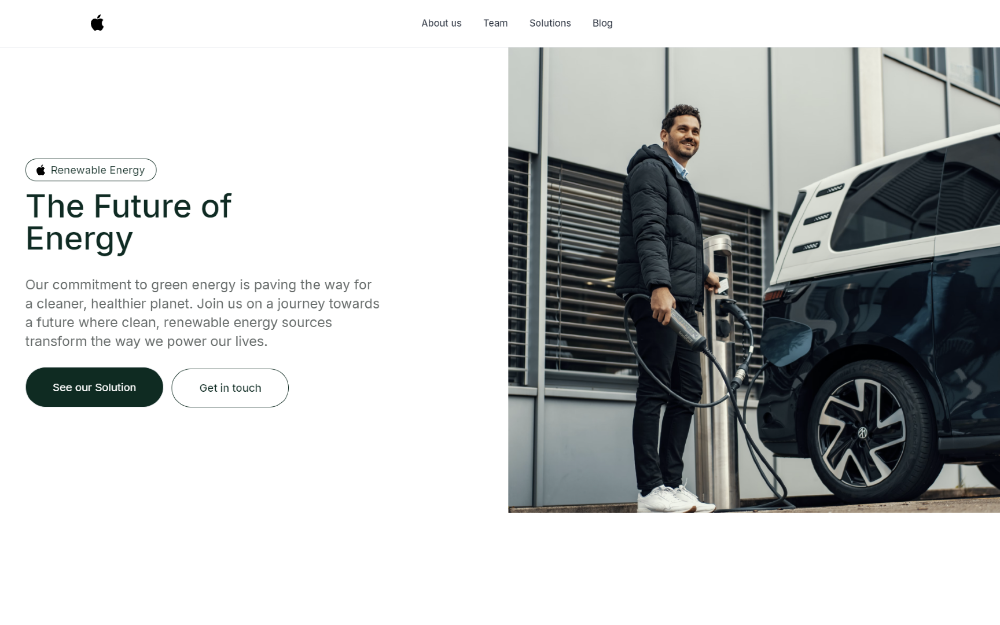 About us Team Solutions Blog
Renewable Energy
The Future of
Energy
Our commitment to green energy is paving the way for
a cleaner, healthier planet. Join us on a journey towards
a future where clean, renewable energy sources
transform the way we power our lives.
See our Solution Get in touch